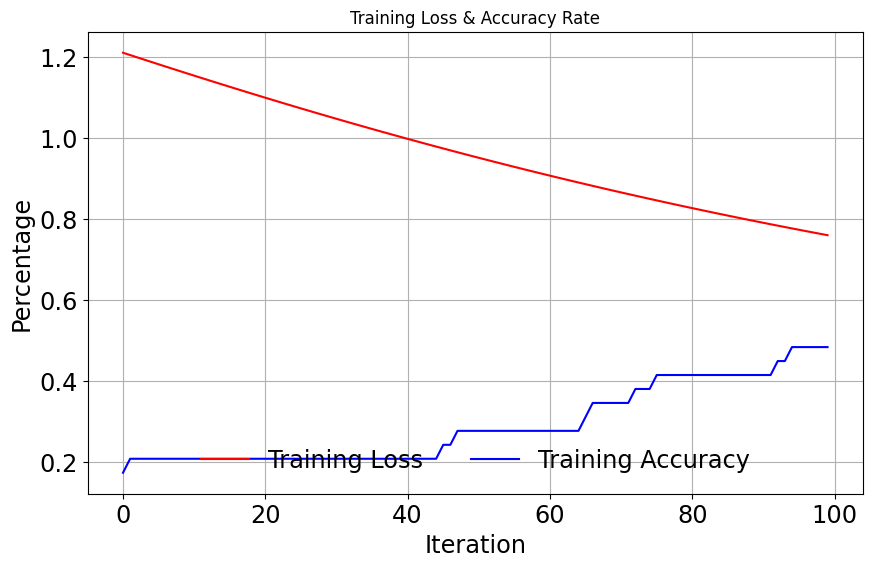 Training Loss & Accuracy Rate
Percentage
1.2
1.0
0.8
0.6
0.4
0.2
Training Loss Training Accuracy
0 20 40 60 80 100
Iteration